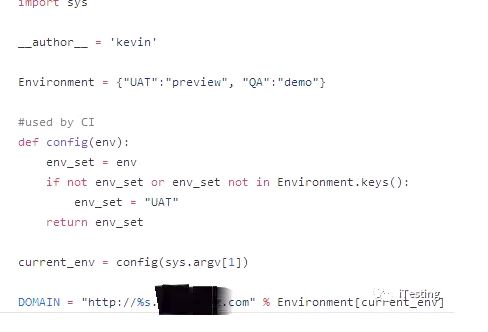 import sys
__author__ = 'kevin'
Environment = {"UAT":"preview", "QA":"demo"}
#used by CI
def config(env):
    env_set = env
    if not env_set or env_set not in Environment.keys():
        env_set = "UAT"
    return env_set
current_env = config(sys.argv[1])
DOMAIN = "http://%s. .com" % Environment[current_env]
iTesting